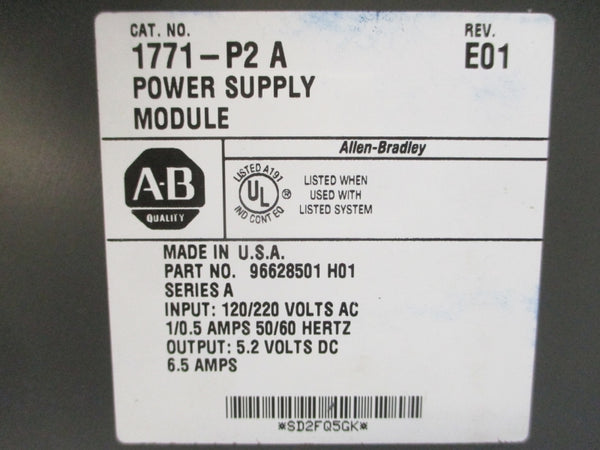 CAT. NO. REV.
1771-P2 A E01
POWER SUPPLY
MODULE
Allen-Bradley
A-B
QUALITY
LISTED A191
UL
®
IND CONT EQ
LISTED WHEN
USED WITH
LISTED SYSTEM
MADE IN U.S.A.
PART NO. 96628501 H01
SERIES A
INPUT: 120/220 VOLTS AC
1/0.5 AMPS 50/60 HERTZ
OUTPUT: 5.2 VOLTS DC
6.5 AMPS
*SD2FQ5GK*